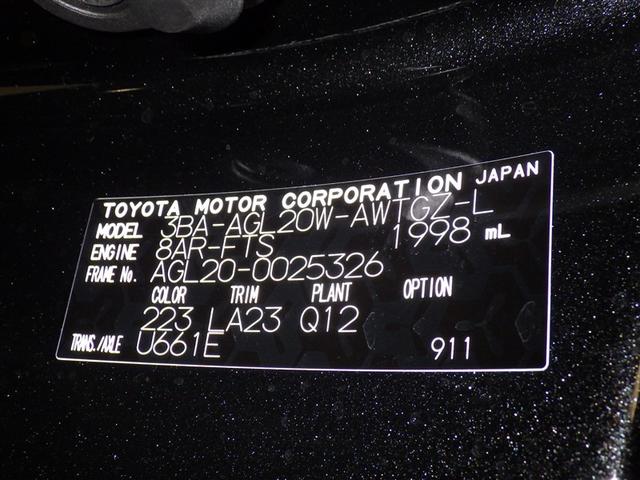 TOYOTA MOTOR CORPORATION JAPAN
MODEL 3BA-AGL20W-AWTGZ-L
ENGINE 8AR-FTS 1998 mL
FRAME No. AGL20-0025326
COLOR TRIM PLANT OPTION
223 LA23 Q12
TRANS./AXLE U661E 911